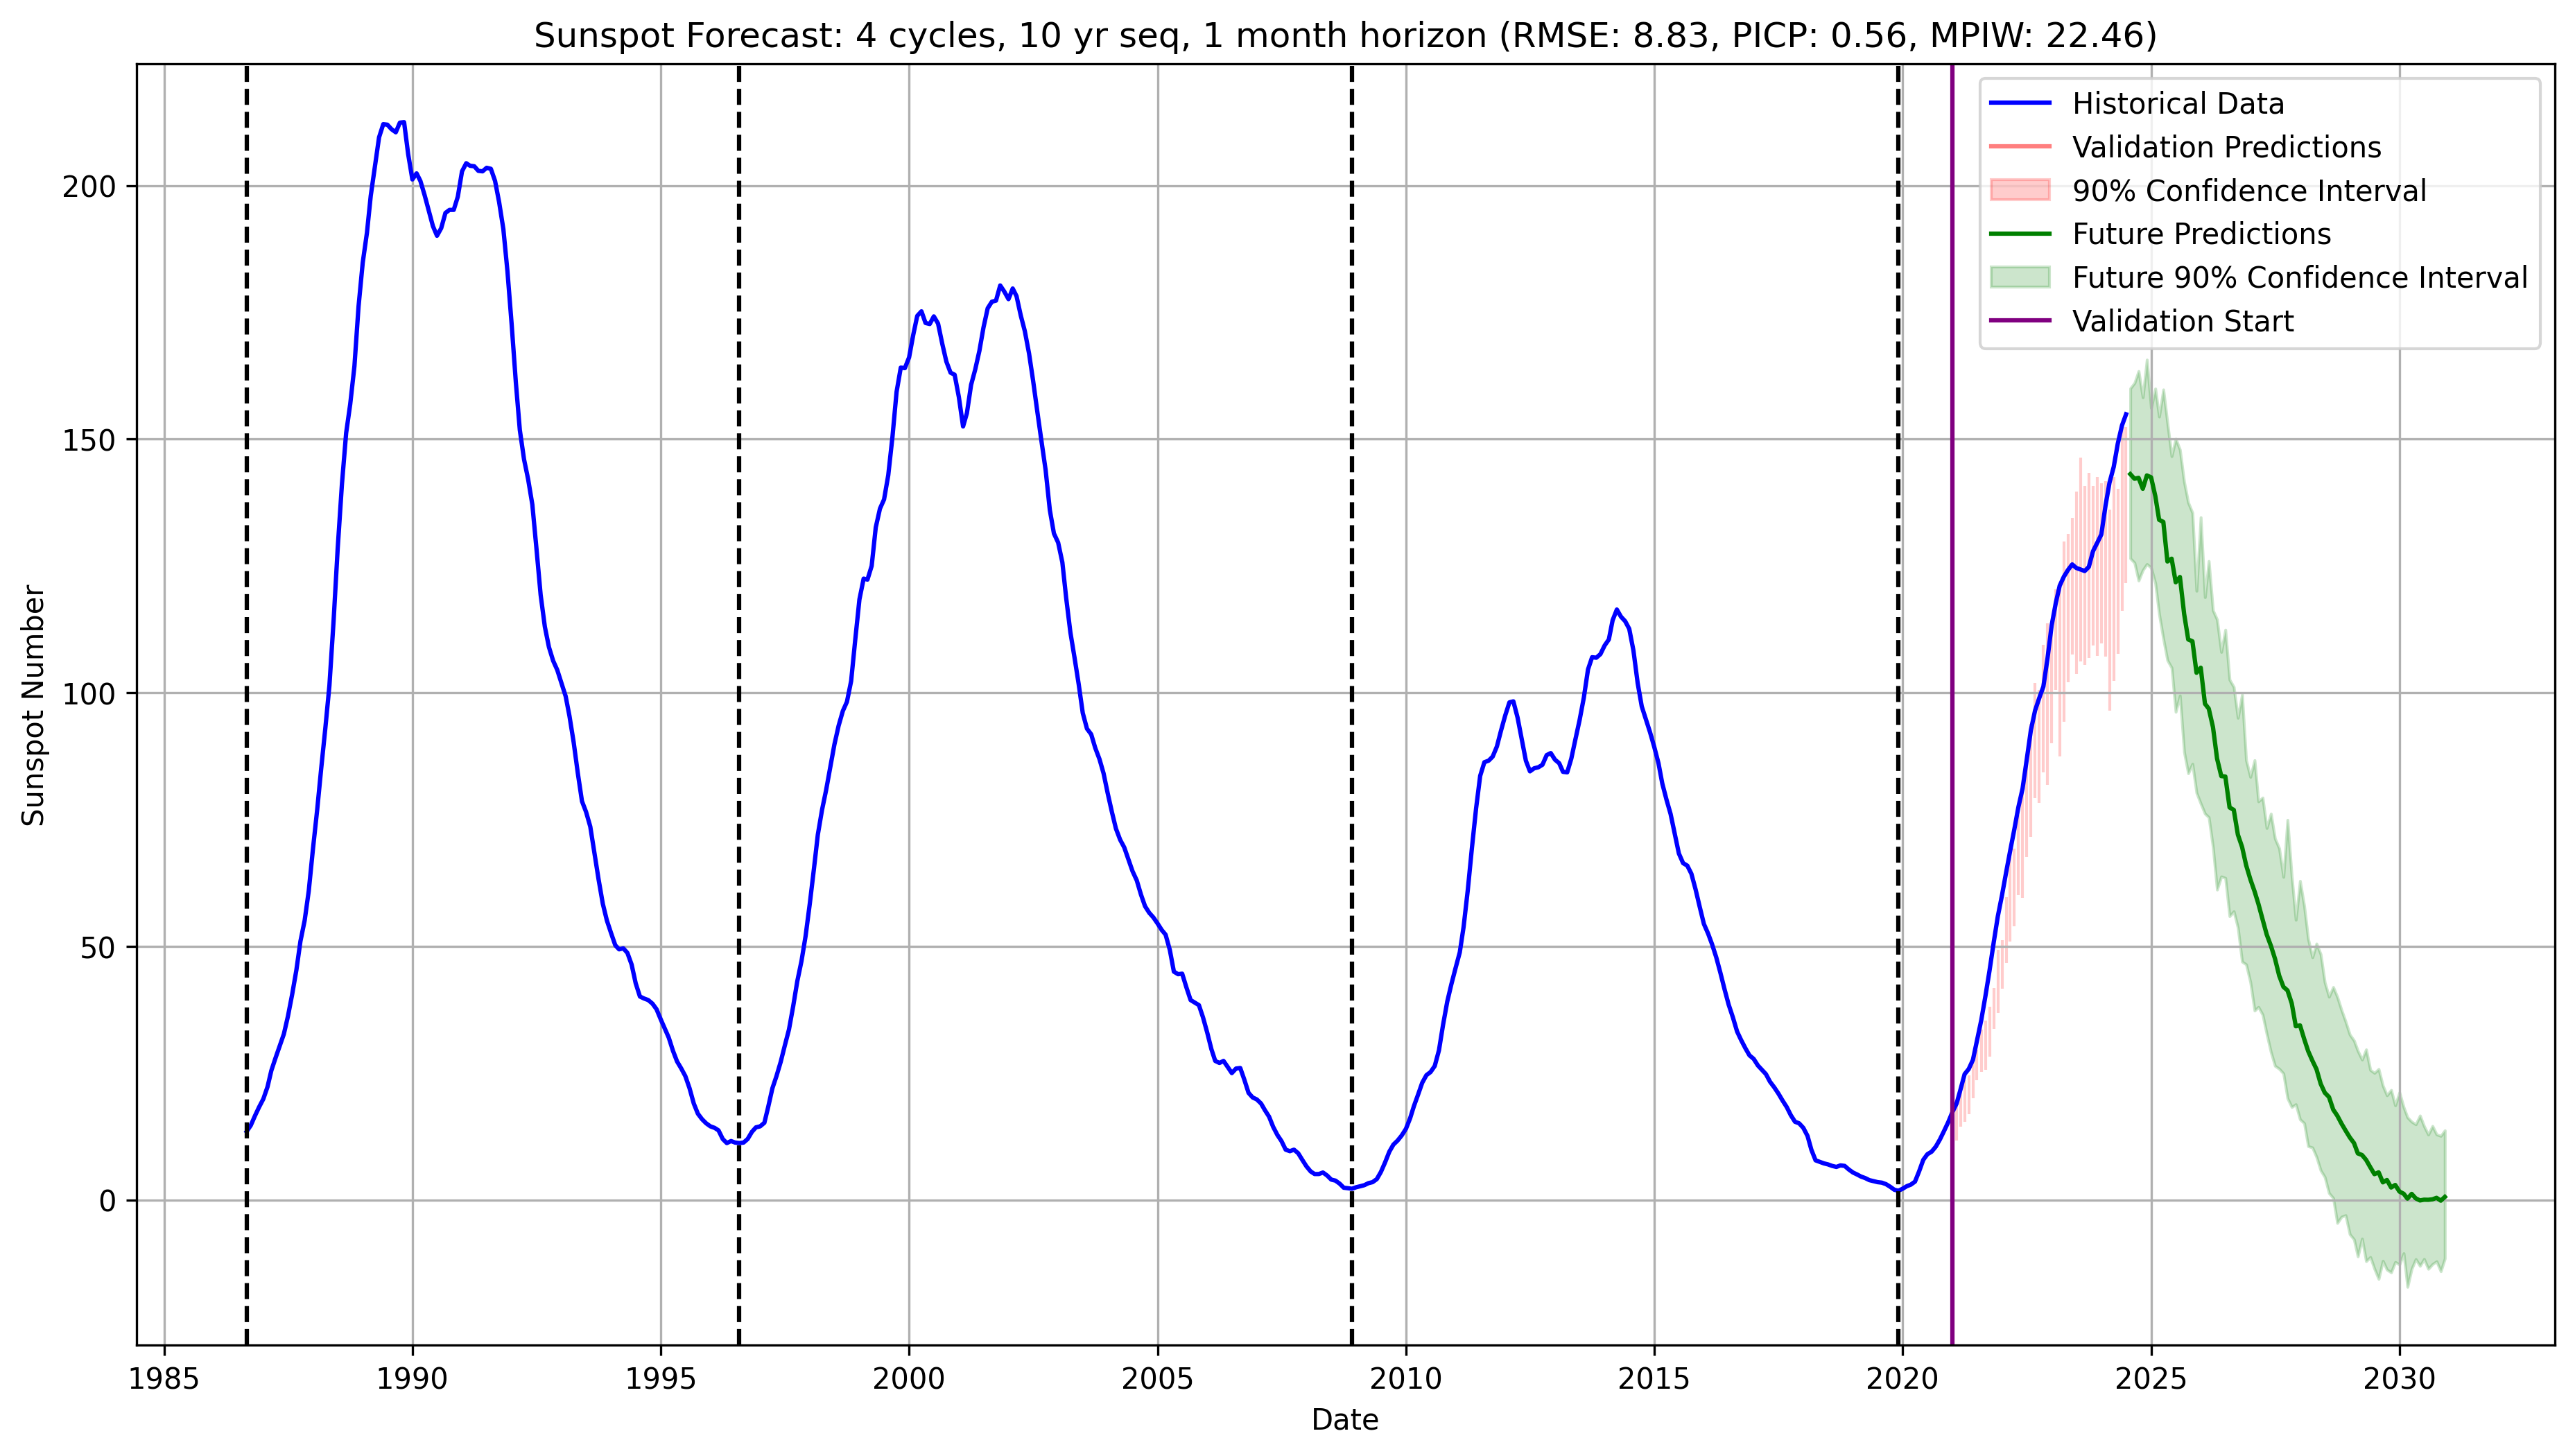 Sunspot Forecast: 4 cycles, 10 yr seq, 1 month horizon (RMSE: 8.83, PICP: 0.56, MPIW: 22.46)
Historical Data
Validation Predictions
90% Confidence Interval
Future Predictions
Future 90% Confidence Interval
Validation Start
Sunspot Number
200
150
100
50
0
1985 1990 1995 2000 2005 2010 2015 2020 2025 2030
Date